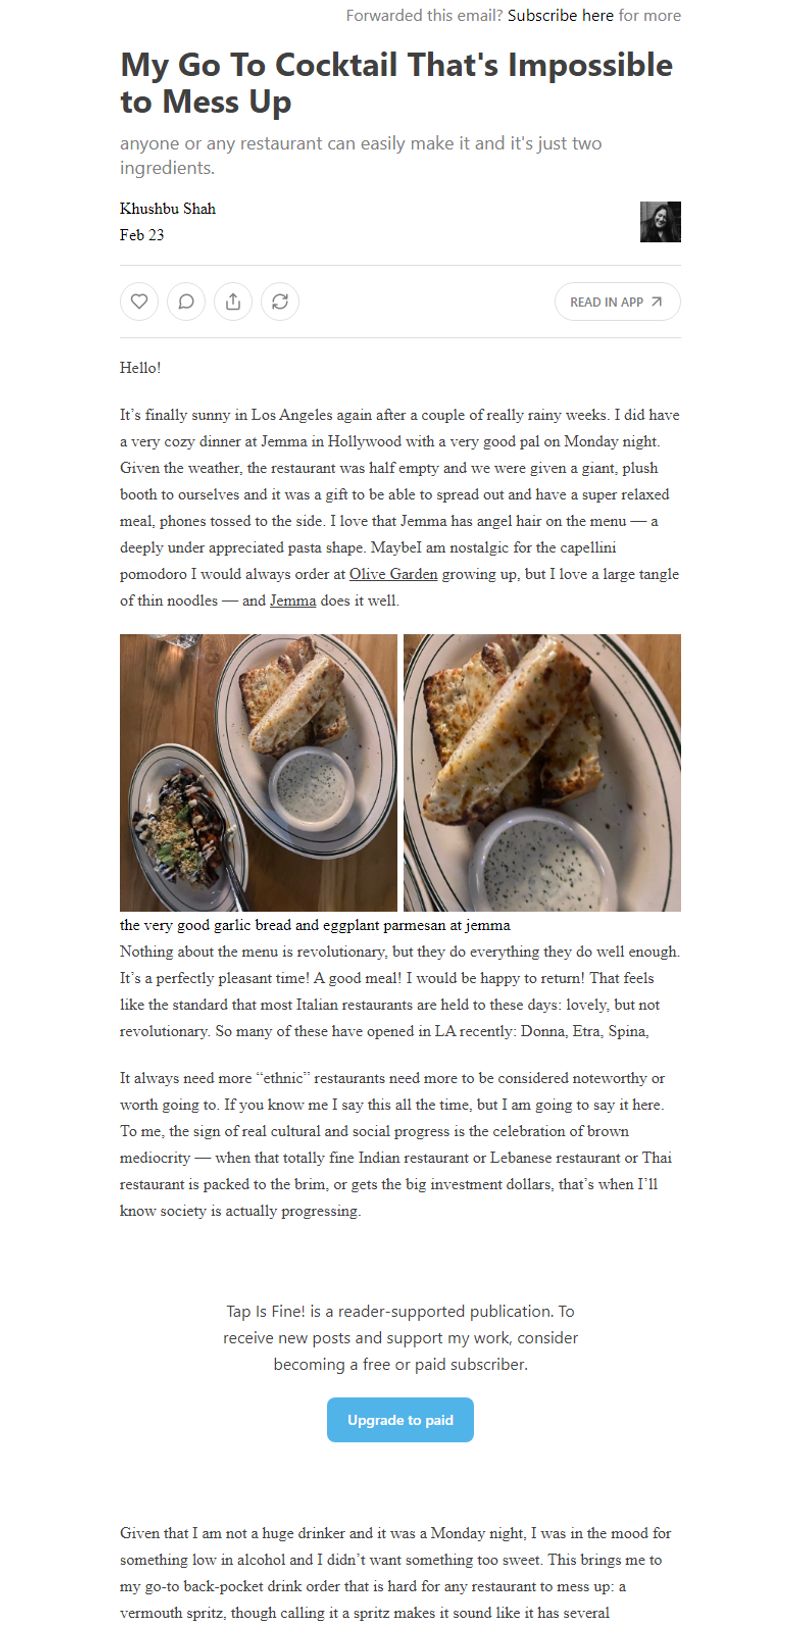 Forwarded this email? Subscribe here for more
My Go To Cocktail That's Impossible
to Mess Up
anyone or any restaurant can easily make it and it's just two
ingredients.
Khushbu Shah
Feb 23
READ IN APP
Hello!
It’s finally sunny in Los Angeles again after a couple of really rainy weeks. I did have
a very cozy dinner at Jemma in Hollywood with a very good pal on Monday night.
Given the weather, the restaurant was half empty and we were given a giant, plush
booth to ourselves and it was a gift to be able to spread out and have a super relaxed
meal, phones tossed to the side. I love that Jemma has angel hair on the menu — a
deeply under appreciated pasta shape. MaybeI am nostalgic for the capellini
pomodoro I would always order at Olive Garden growing up, but I love a large tangle
of thin noodles — and Jemma does it well.
the very good garlic bread and eggplant parmesan at jemma
Nothing about the menu is revolutionary, but they do everything they do well enough.
It’s a perfectly pleasant time! A good meal! I would be happy to return! That feels
like the standard that most Italian restaurants are held to these days: lovely, but not
revolutionary. So many of these have opened in LA recently: Donna, Etra, Spina,
It always need more “ethnic” restaurants need more to be considered noteworthy or
worth going to. If you know me I say this all the time, but I am going to say it here.
To me, the sign of real cultural and social progress is the celebration of brown
mediocrity — when that totally fine Indian restaurant or Lebanese restaurant or Thai
restaurant is packed to the brim, or gets the big investment dollars, that’s when I’ll
know society is actually progressing.
Tap Is Fine! is a reader-supported publication. To
receive new posts and support my work, consider
becoming a free or paid subscriber.
Upgrade to paid
Given that I am not a huge drinker and it was a Monday night, I was in the mood for
something low in alcohol and I didn’t want something too sweet. This brings me to
my go-to back-pocket drink order that is hard for any restaurant to mess up: a
vermouth spritz, though calling it a spritz makes it sound like it has several